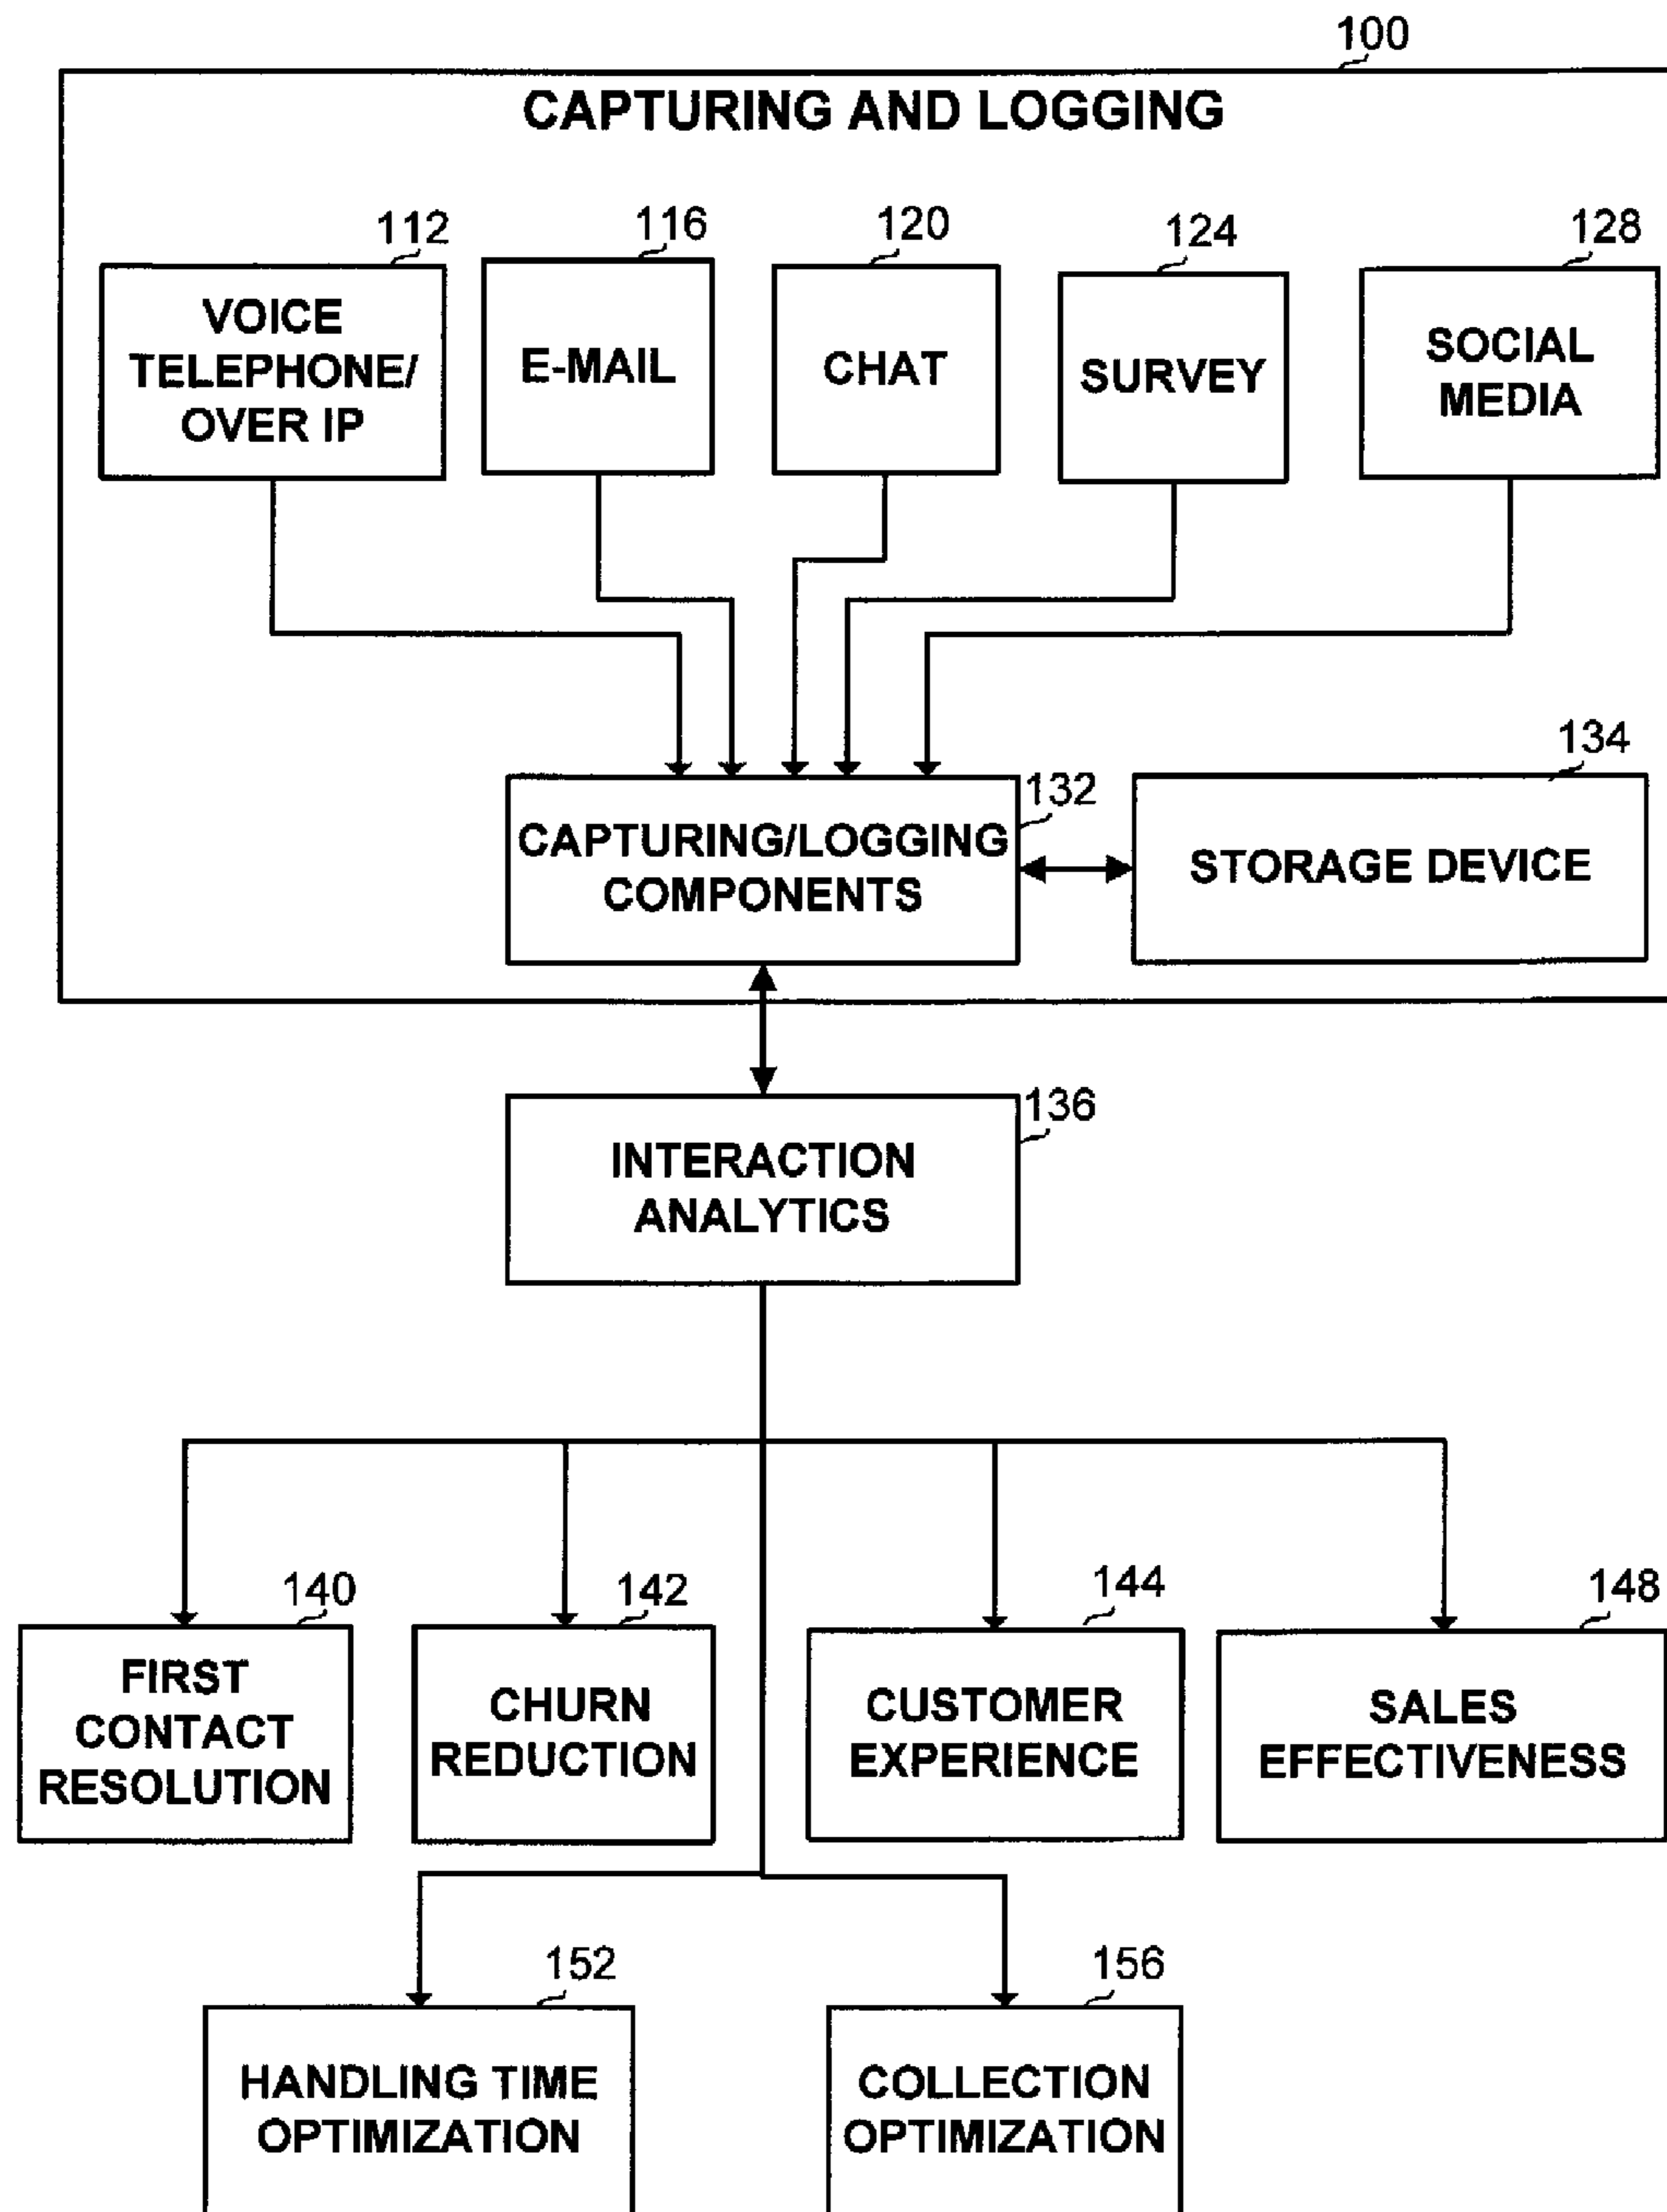 100
CAPTURING AND LOGGING
112
116
120
124
128
VOICE
TELEPHONE/
OVER IP
E-MAIL
CHAT
SURVEY
SOCIAL
MEDIA
132
134
CAPTURING/LOGGING
COMPONENTS
STORAGE DEVICE
136
INTERACTION
ANALYTICS
140
142
144
148
FIRST
CONTACT
RESOLUTION
CHURN
REDUCTION
CUSTOMER
EXPERIENCE
SALES
EFFECTIVENESS
152
156
HANDLING TIME
OPTIMIZATION
COLLECTION
OPTIMIZATION